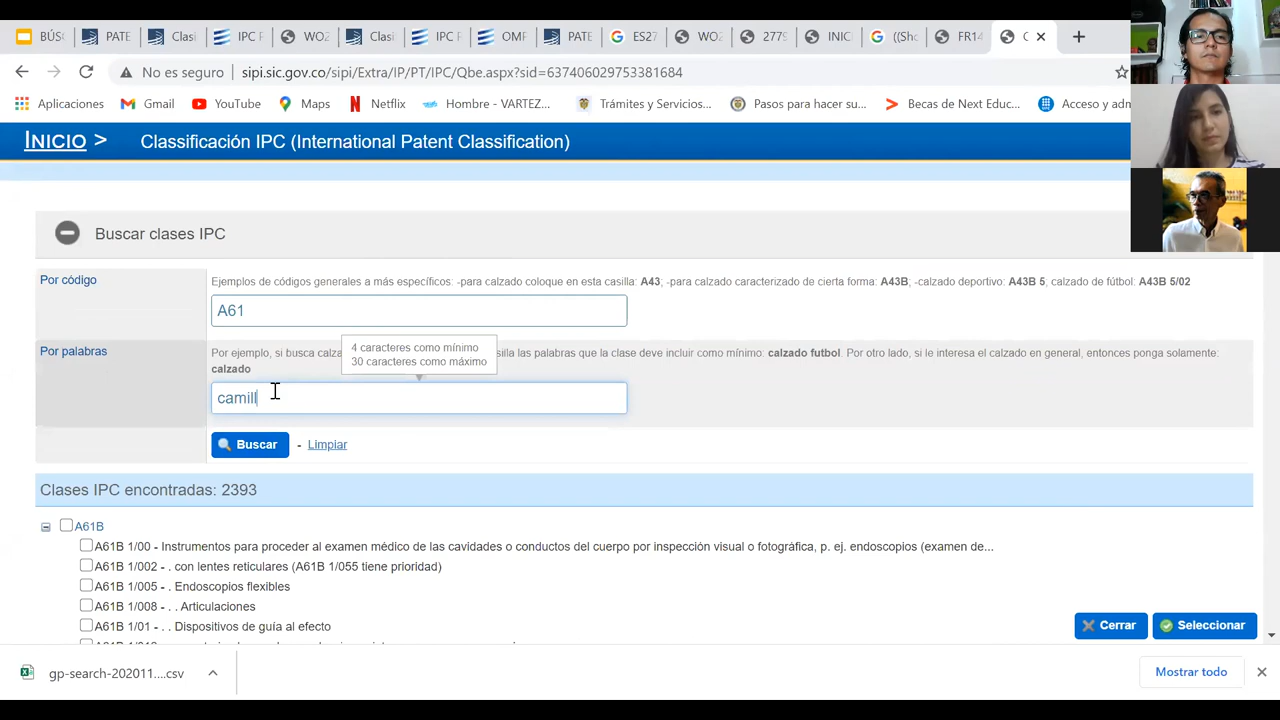 BÚS
PATE
Clasi
IPC P
WO2
Clasi
IPC P
OMF
PATE
ES27
WO2
2779
INIC
((Sho
FR14
C
No es seguro
sipi.sic.gov.co/sipi/Extra/IP/PT/IPC/Qbe.aspx?sid=637406029753381684
Aplicaciones
Gmail
YouTube
Maps
Netflix
Hombre - VARTEZ...
Trámites y Servicios...
Pasos para hacer su...
Becas de Next Educ...
Acceso y adm
INICIO >
Classificación IPC (International Patent Classification)
Buscar clases IPC
Por código
Ejemplos de códigos generales a más específicos: -para calzado coloque en esta casilla: A43; -para calzado caracterizado de cierta forma: A43B; -calzado deportivo: A43B 5, calzado de fútbol: A43B 5/02
A61
4 caracteres como mínimo
30 caracteres como máximo
Por palabras
Por ejemplo, si busca calza silla las palabras que la clase deve incluir como mínimo: calzado futbol. Por otro lado, si le interesa el calzado en general, entonces ponga solamente:
calzado
camill
Buscar - Limpiar
Clases IPC encontradas: 2393
A61B
A61B 1/00 - Instrumentos para proceder al examen médico de las cavidades o conductos del cuerpo por inspección visual o fotográfica, p. ej. endoscopios (examen de...
A61B 1/002 - . con lentes reticulares (A61B 1/055 tiene prioridad)
A61B 1/005 - . Endoscopios flexibles
A61B 1/008 - . . Articulaciones
A61B 1/01 - . . Dispositivos de guía al efecto
Cerrar
Seleccionar
gp-search-202011....csv
Mostrar todo